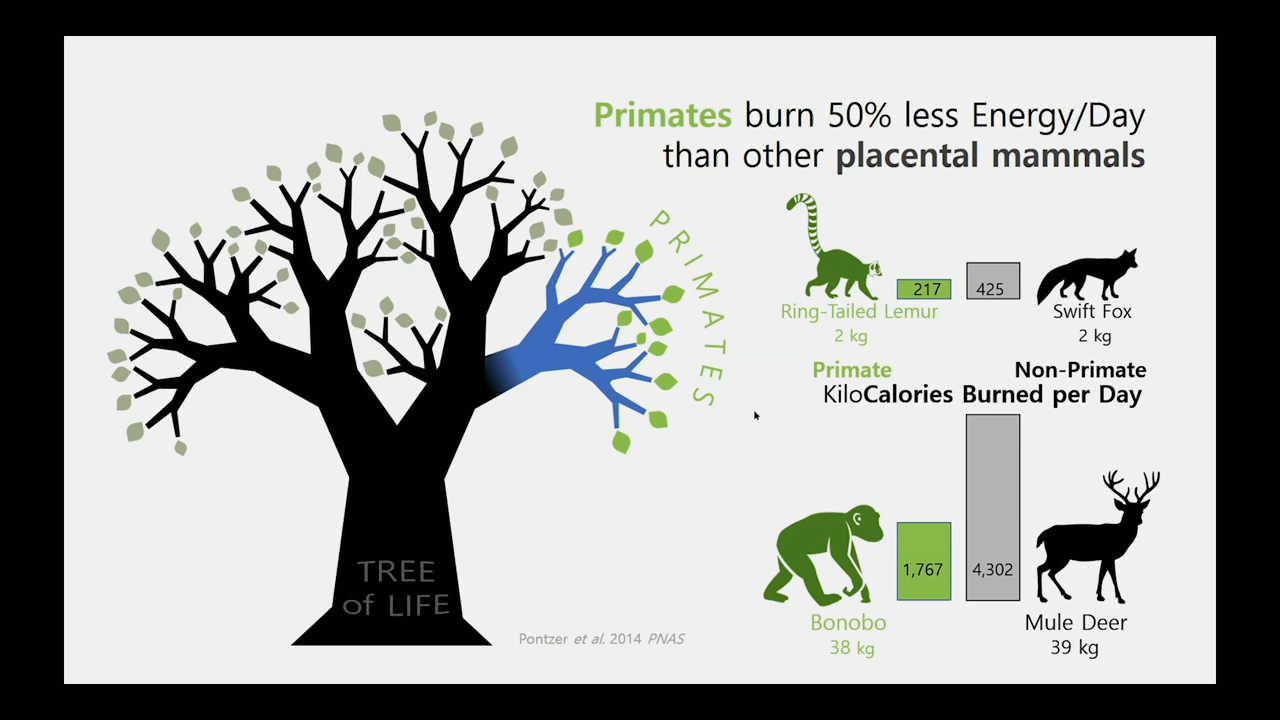 Primates burn 50% less Energy/Day
than other placental mammals
PRIMATES
217
425
Ring-Tailed Lemur
2 kg
Swift Fox
2 kg
Primate
Non-Primate
KiloCalories Burned per Day
1,767
4,302
Bonobo
38 kg
Mule Deer
39 kg
TREE
of LIFE
Pontzer et al. 2014 PNAS